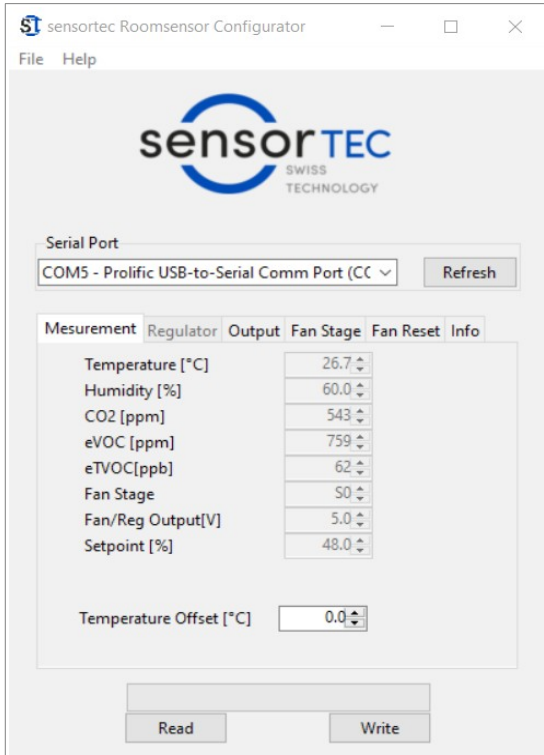 sensortec Roomsensor Configurator
File Help
sensorTEC
SWISS
TECHNOLOGY
Serial Port
COM5 - Prolific USB-to-Serial Comm Port (CC
Refresh
Mesurement Regulator Output Fan Stage Fan Reset Info
Temperature [°C] 26.7
Humidity [%] 60.0
CO2 [ppm] 543
eVOC [ppm] 759
eTVOC[ppb] 62
Fan Stage S0
Fan/Reg Output[V] 5.0
Setpoint [%] 48.0
Temperature Offset [°C] 0.0
Read Write